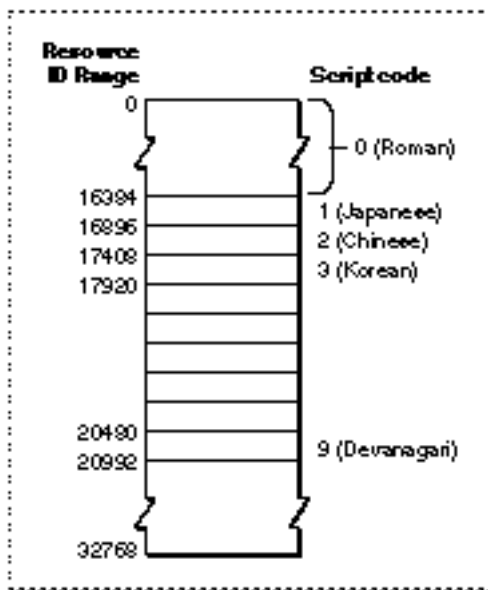 Resource
ID Range
Script code
0
0 (Roman)
16384
1 (Japanese)
16896
2 (Chinese)
17408
3 (Korean)
17920
20480
9 (Devanagari)
20992
32768